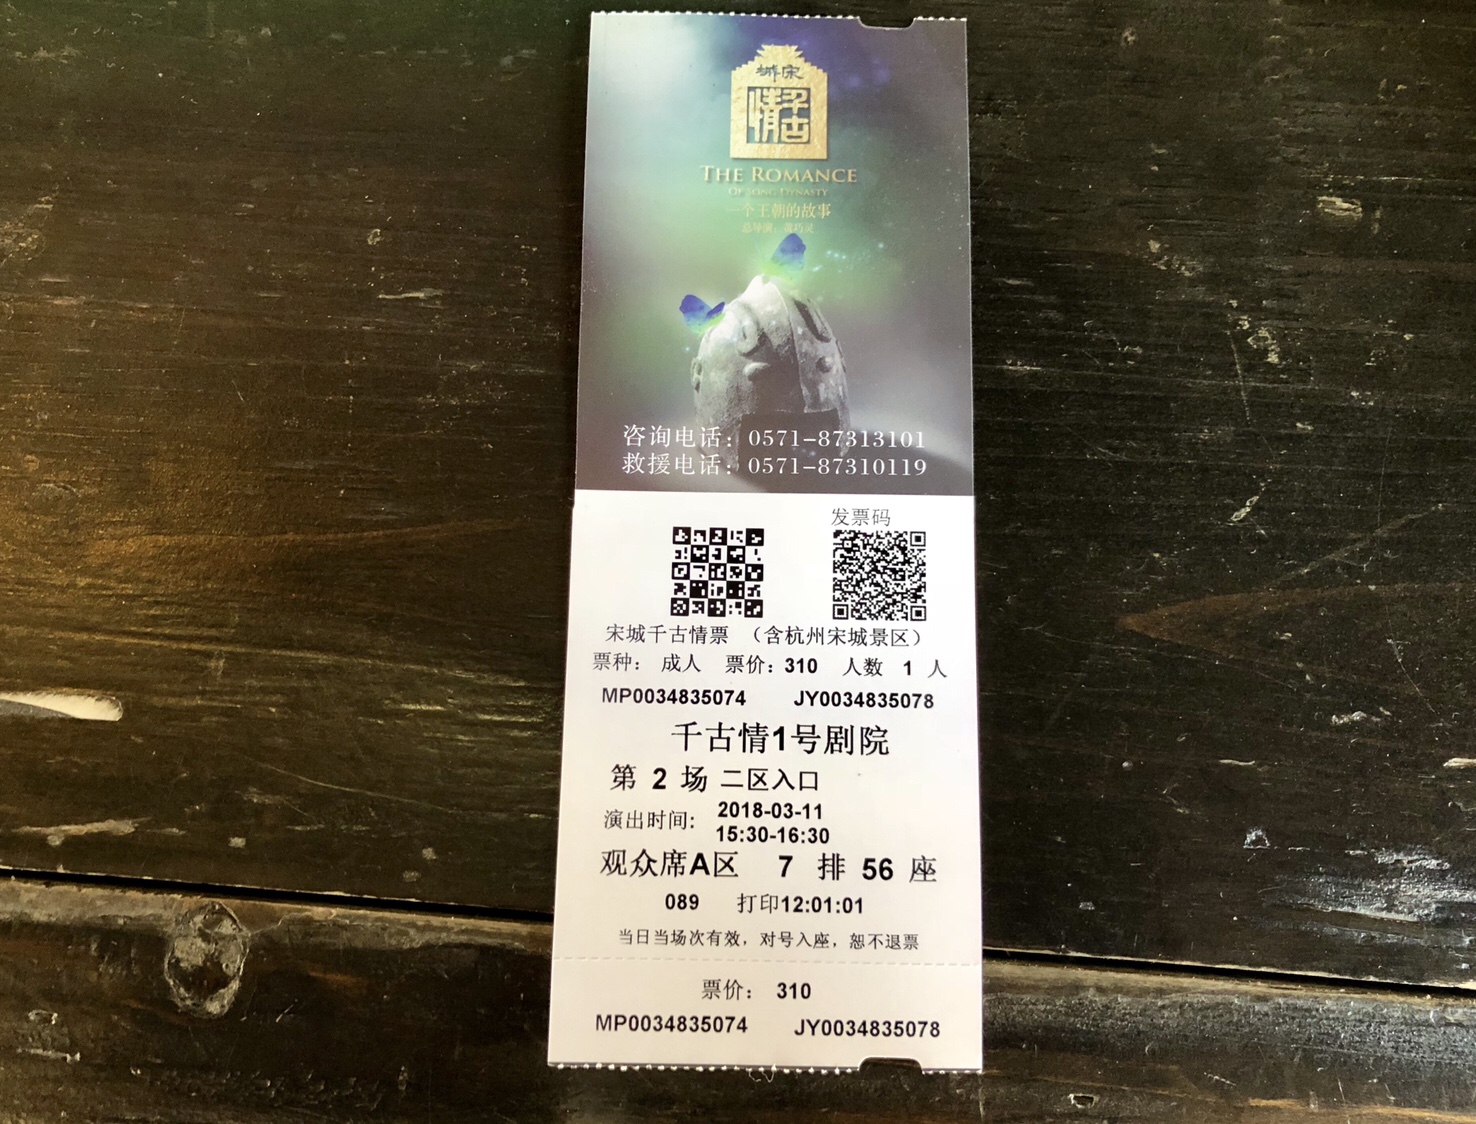 宋城
千古情
THE ROMANCE
OF SONG DYNASTY
一个王朝的故事
总导演：黄巧灵
咨询电话：0571-87313101
救援电话：0571-87310119
发票码
宋城千古情票 （含杭州宋城景区）
票种： 成人 票价：310 人数 1 人
MP0034835074 JY0034835078
千古情1号剧院
第 2 场 二区入口
演出时间: 2018-03-11
15:30-16:30
观众席A区 7 排 56 座
089 打印12:01:01
当日当场次有效，对号入座，恕不退票
票价： 310
MP0034835074 JY0034835078